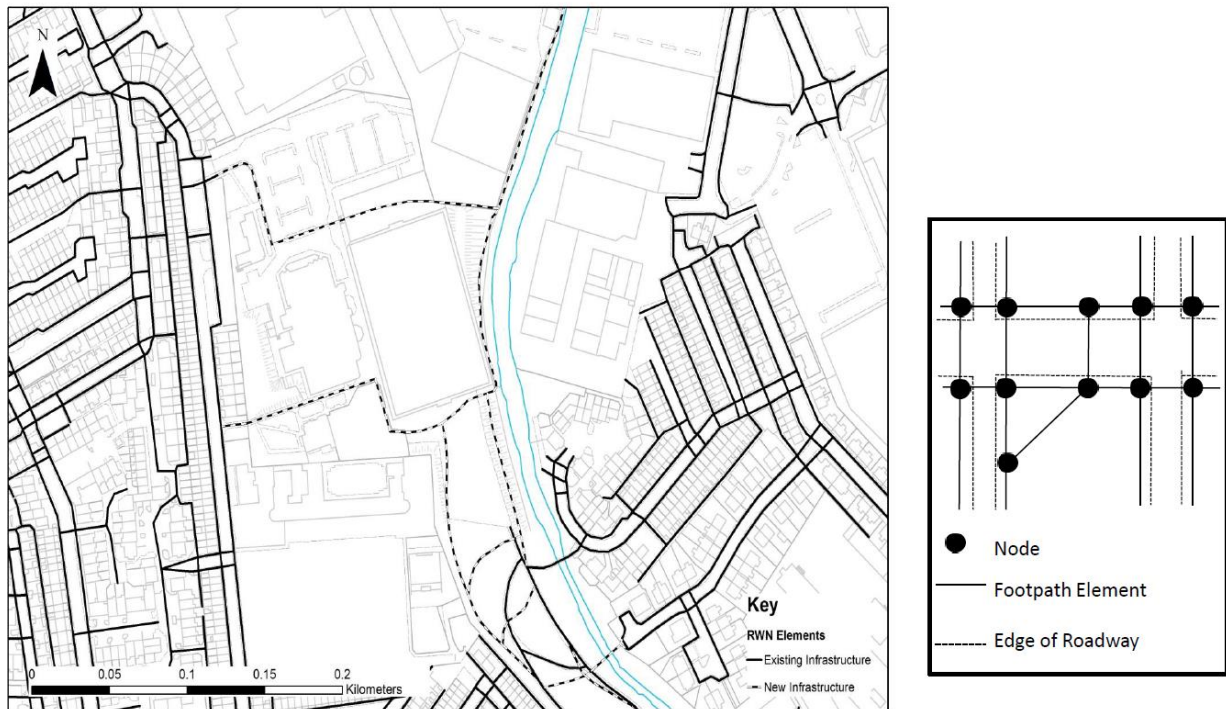 N
Key
RWN Elements
Existing Infrastructure
New Infrastructure
0 0.05 0.1 0.15 0.2
Kilometers
Node
Footpath Element
Edge of Roadway